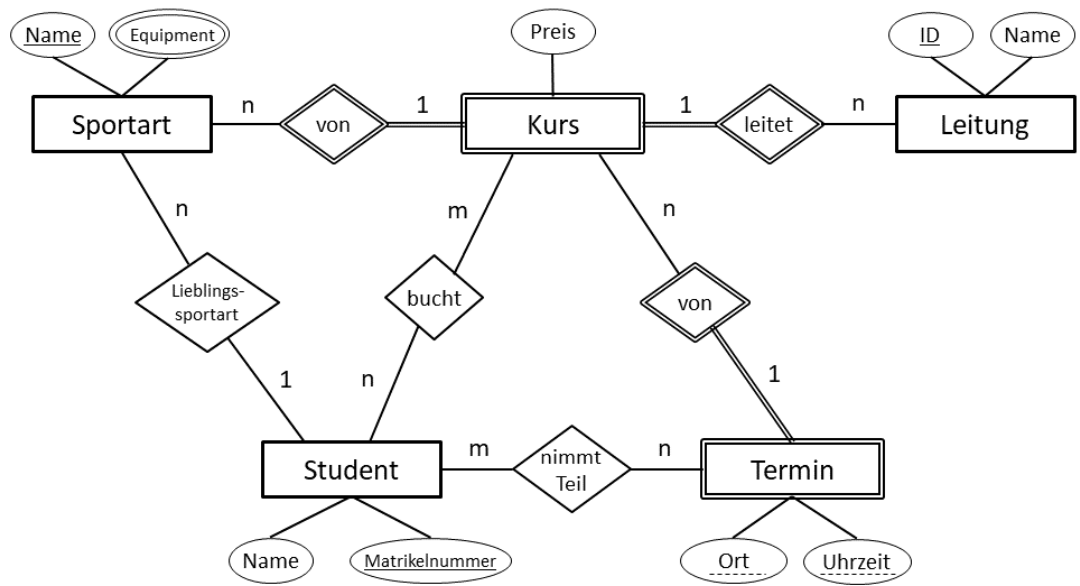 Name
Equipment
Preis
ID
Name
Sportart
n
von
1
Kurs
1
leitet
n
Leitung
n
m
n
Lieblings-
sportart
bucht
von
1
n
1
Student
m
nimmt
Teil
n
Termin
Name
Matrikelnummer
Ort
Uhrzeit